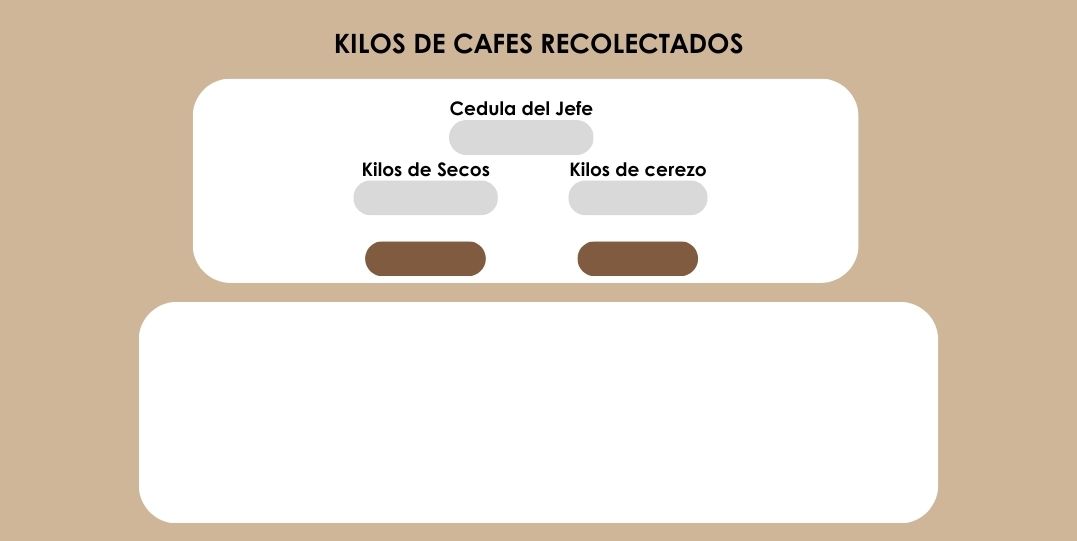 KILOS DE CAFES RECOLECTADOS
Cedula del Jefe
Kilos de Secos
Kilos de cerezo